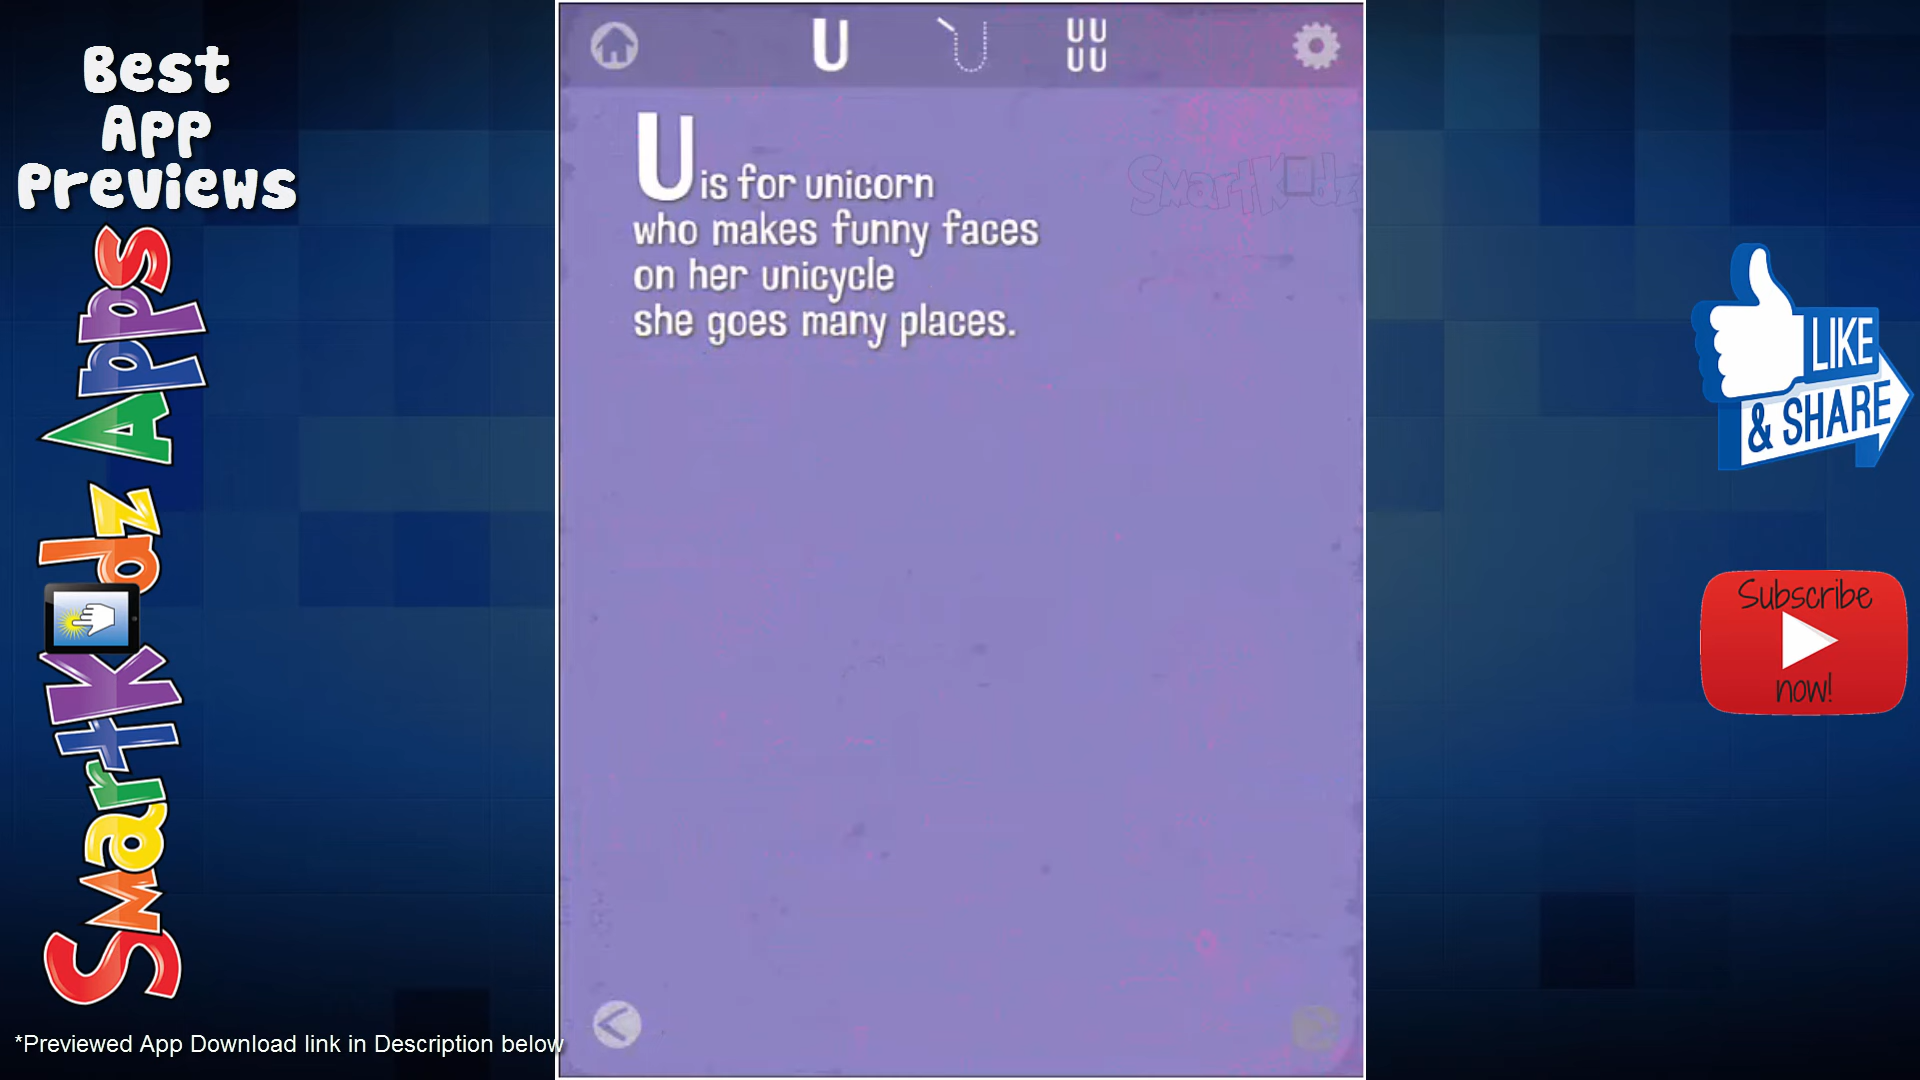 Best
App
Previews
SmartKidz Apps
*Previewed App Download link in Description below
U
UU
UU
SmartKidz
U is for unicorn
who makes funny faces
on her unicycle
she goes many places.
LIKE
& SHARE
Subscribe
now!